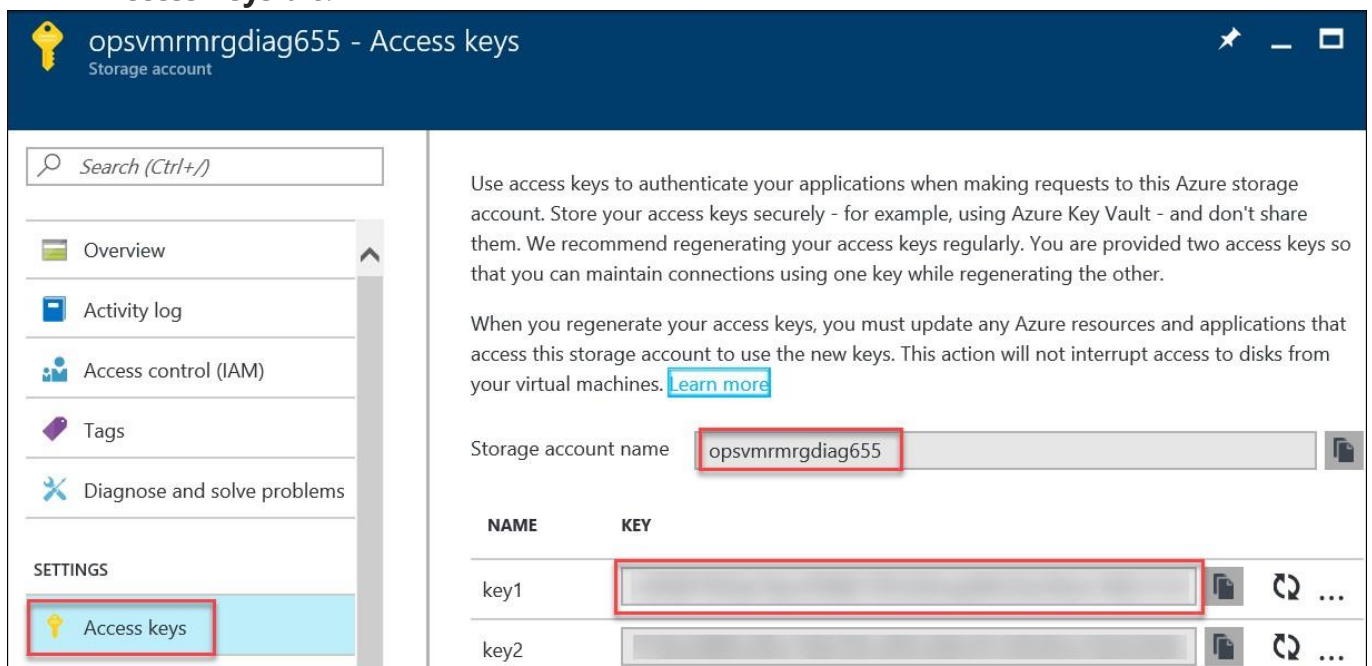 opsvmrmrgdiag655 - Access keys
Storage account
Search (Ctrl+/)
Overview
Activity log
Access control (IAM)
Tags
Diagnose and solve problems
SETTINGS
Access keys
Use access keys to authenticate your applications when making requests to this Azure storage
account. Store your access keys securely - for example, using Azure Key Vault - and don't share
them. We recommend regenerating your access keys regularly. You are provided two access keys so
that you can maintain connections using one key while regenerating the other.
When you regenerate your access keys, you must update any Azure resources and applications that
access this storage account to use the new keys. This action will not interrupt access to disks from
your virtual machines. Learn more
Storage account name opsvmrmrgdiag655
NAME KEY
key1
key2